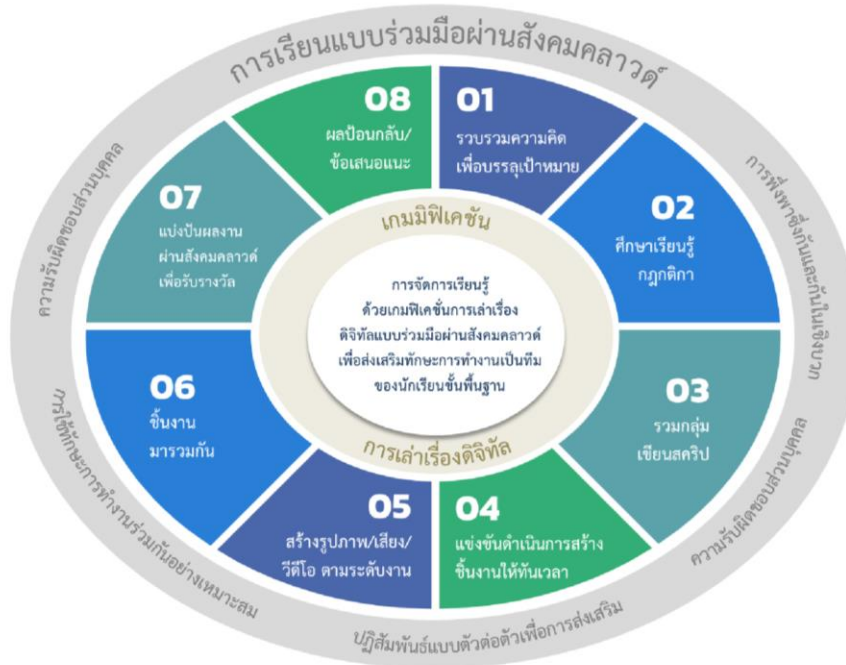 การเรียนแบบร่วมมือผ่านสังคมคลาวด์
01
รวบรวมความคิด
เพื่อบรรลุเป้าหมาย
02
ศึกษาเรียนรู้
กฎกติกา
03
รวมกลุ่ม
เขียนสคริป
04
แข่งขันดำเนินการสร้าง
ชิ้นงานให้ทันเวลา
05
สร้างรูปภาพ/เสียง/
วีดีโอ ตามระดับงาน
06
ชิ้นงาน
มารวมกัน
07
แบ่งปันผลงาน
ผ่านสังคมคลาวด์
เพื่อรับรางวัล
08
ผลป้อนกลับ/
ข้อเสนอแนะ
เกมมิฟิเคชัน
การจัดการเรียนรู้
ด้วยเกมฟิเคชั่นการเล่าเรื่อง
ดิจิทัลแบบร่วมมือผ่านสังคมคลาวด์
เพื่อส่งเสริมทักษะการทำงานเป็นทีม
ของนักเรียนขั้นพื้นฐาน
การเล่าเรื่องดิจิทัล
การพึ่งพาซึ่งกันและกันในเชิงบวก
ความรับผิดชอบส่วนบุคคล
ปฏิสัมพันธ์แบบตัวต่อตัวเพื่อการส่งเสริม
การใช้ทักษะการทำงานร่วมกันอย่างเหมาะสม
ความรับผิดชอบส่วนบุคคล